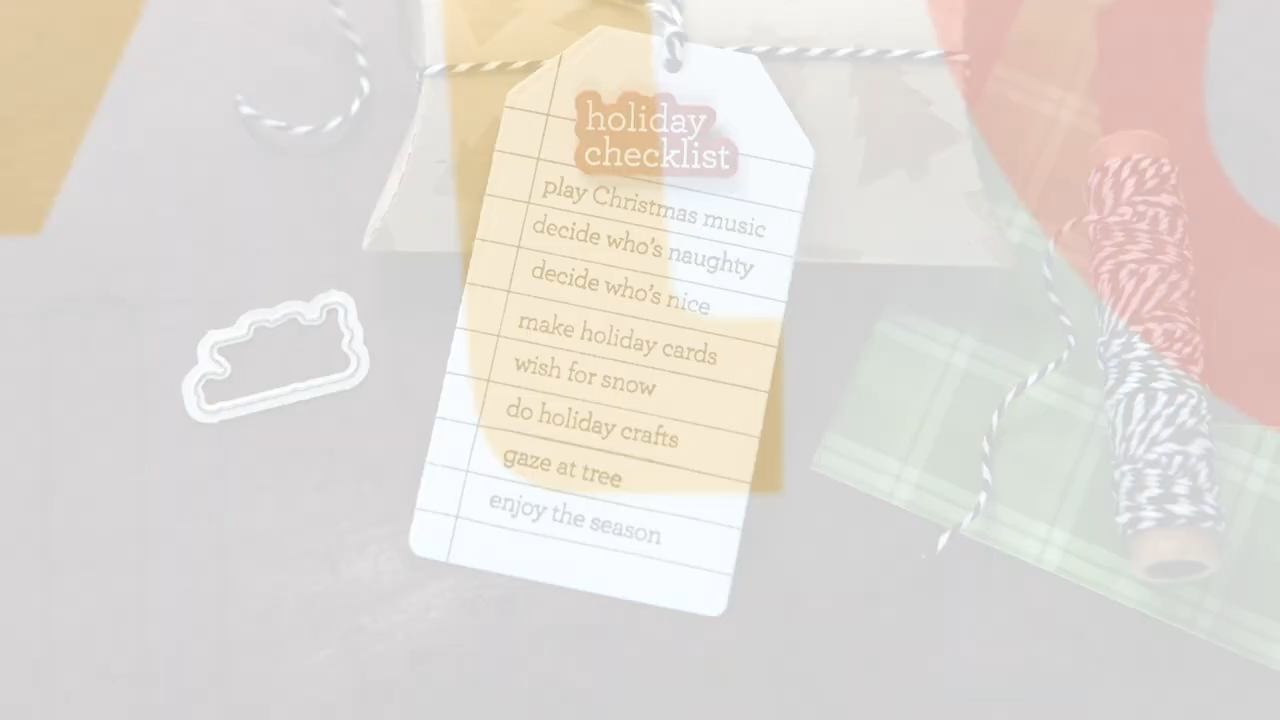 holiday
checklist
play Christmas music
decide who's naughty
decide who's nice
make holiday cards
wish for snow
do holiday crafts
gaze at tree
enjoy the season